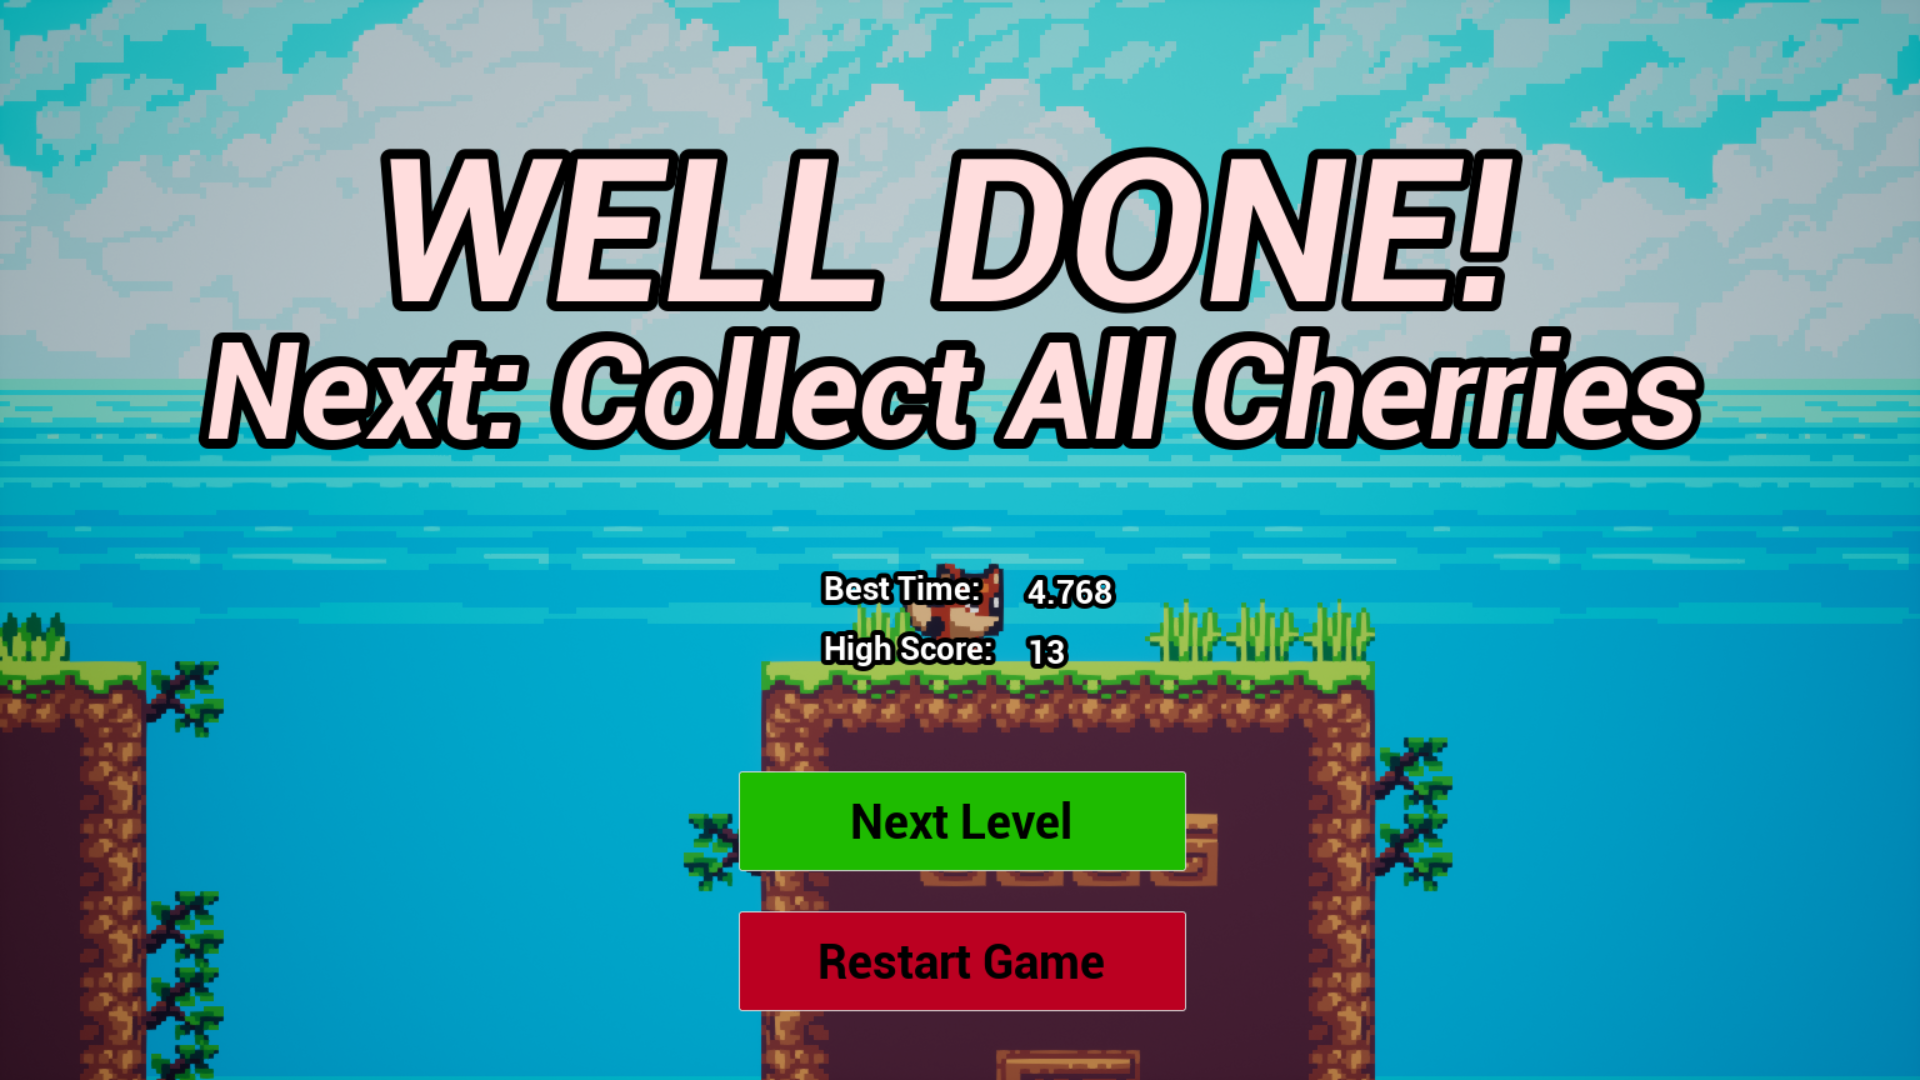 WELL DONE!
Next: Collect All Cherries
Best Time: 4.768
High Score: 13
Next Level
Restart Game